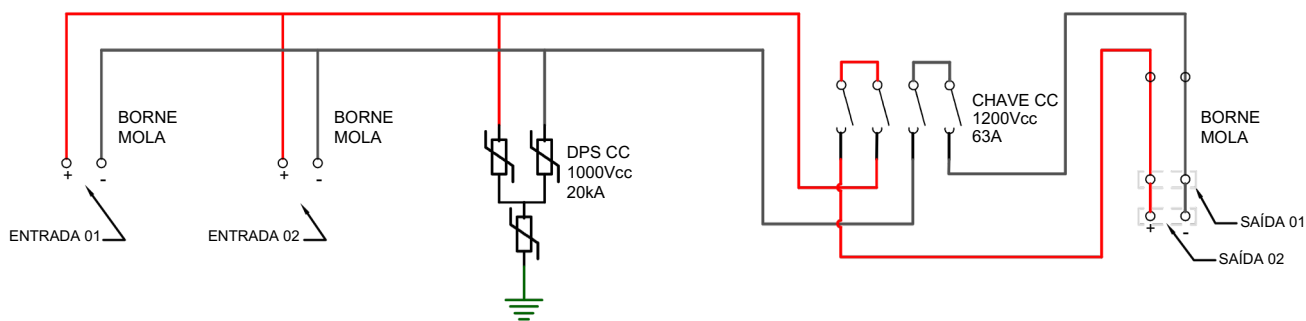 BORNE
MOLA
+
-
ENTRADA 01
BORNE
MOLA
+
-
ENTRADA 02
DPS CC
1000Vcc
20kA
CHAVE CC
1200Vcc
63A
BORNE
MOLA
+
-
SAÍDA 01
SAÍDA 02